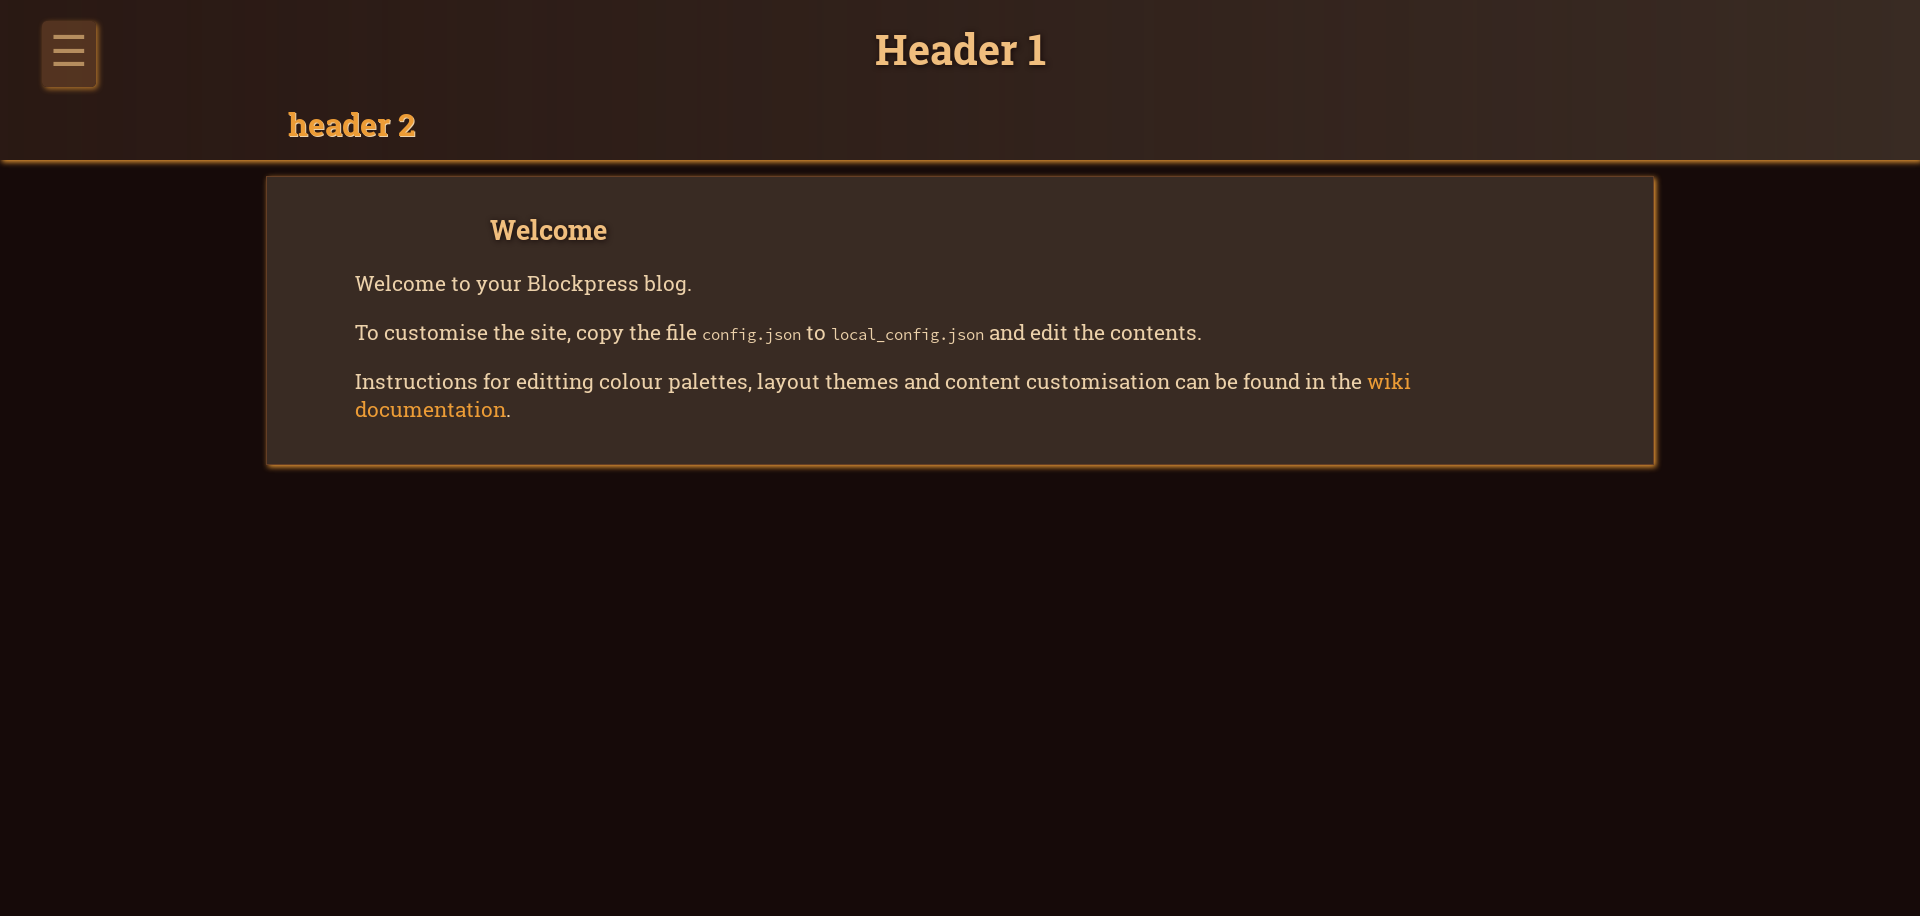 Header 1
header 2
Welcome
Welcome to your Blockpress blog.
To customise the site, copy the file config.json to local_config.json and edit the contents.
Instructions for editting colour palettes, layout themes and content customisation can be found in the wiki
documentation.